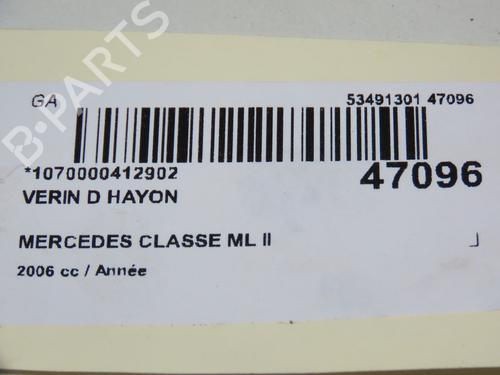 GA 53491301 47096
*1070000412902 47096
VERIN D HAYON
MERCEDES CLASSE ML II
2006 cc / Année
B-PARTS